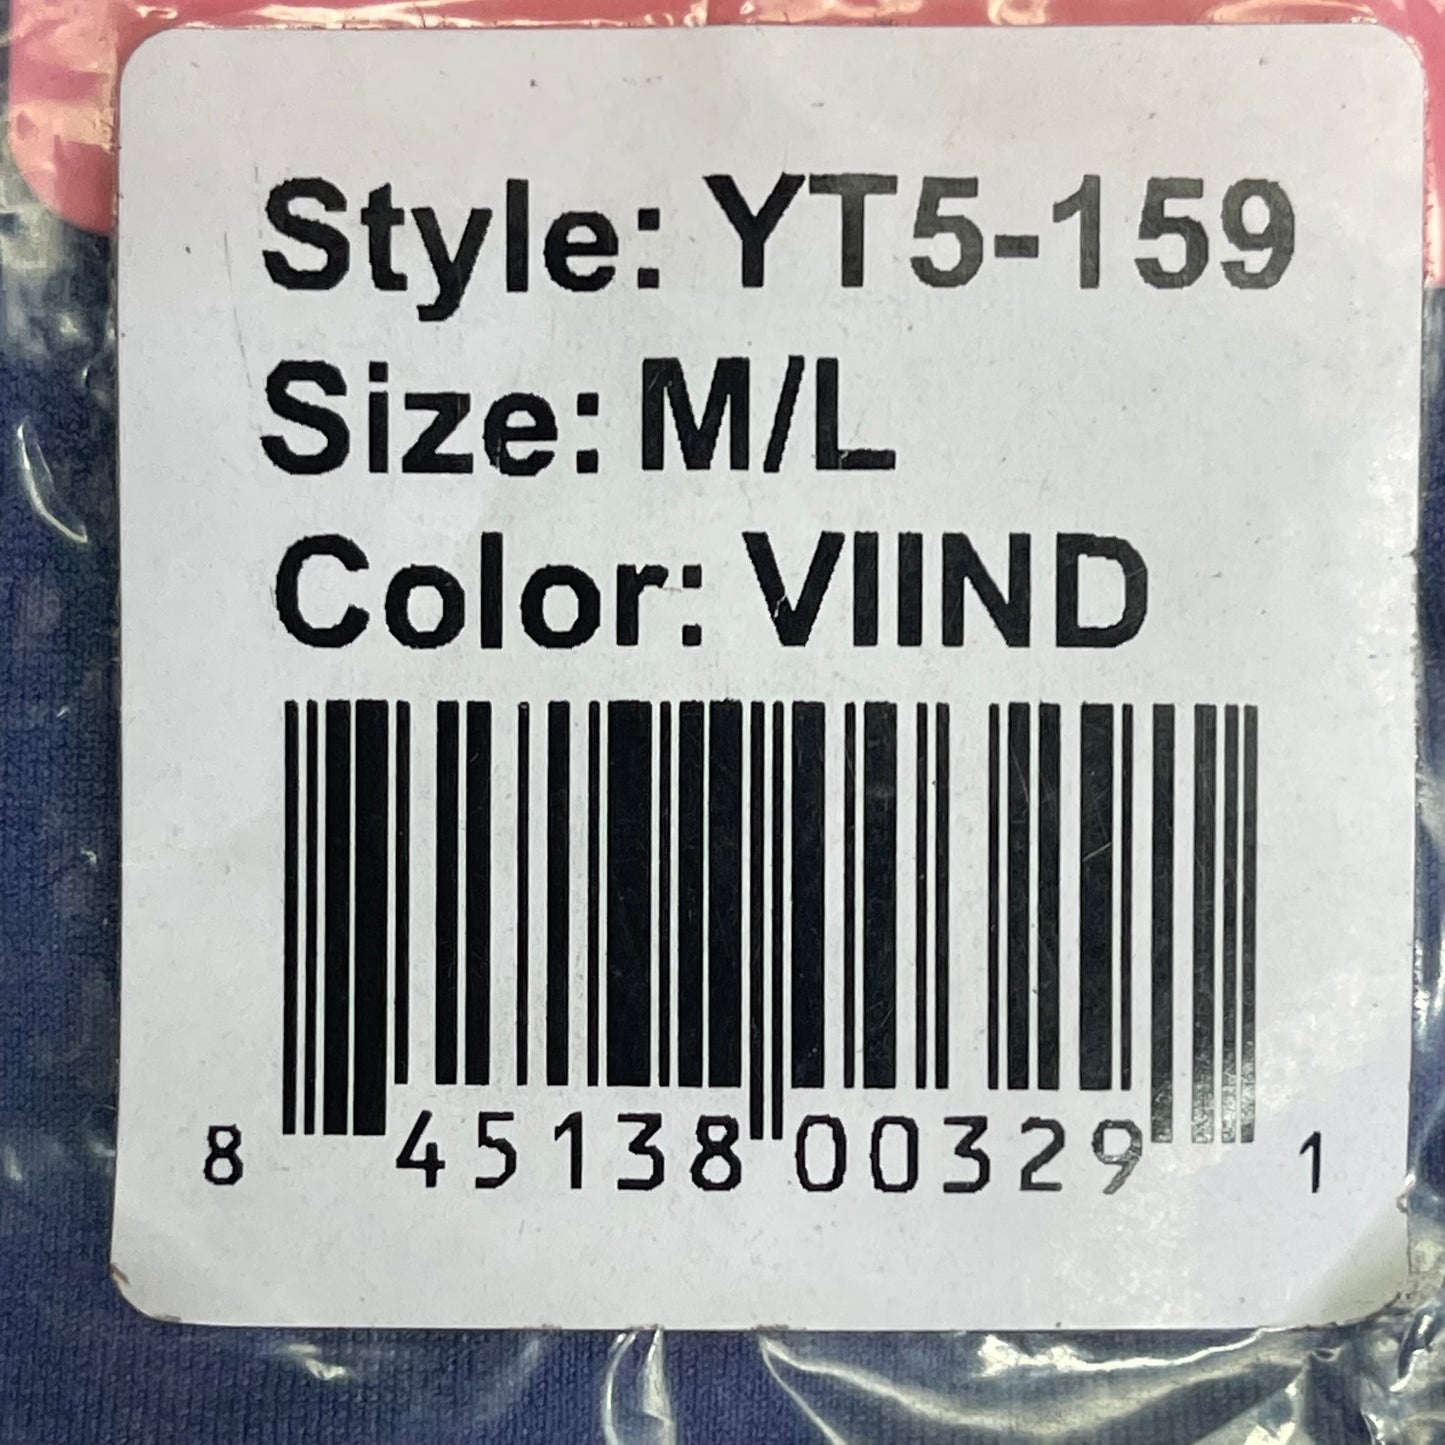 Style: YT5-159
Size: M/L
Color: VIIND
8 45138 00329 1